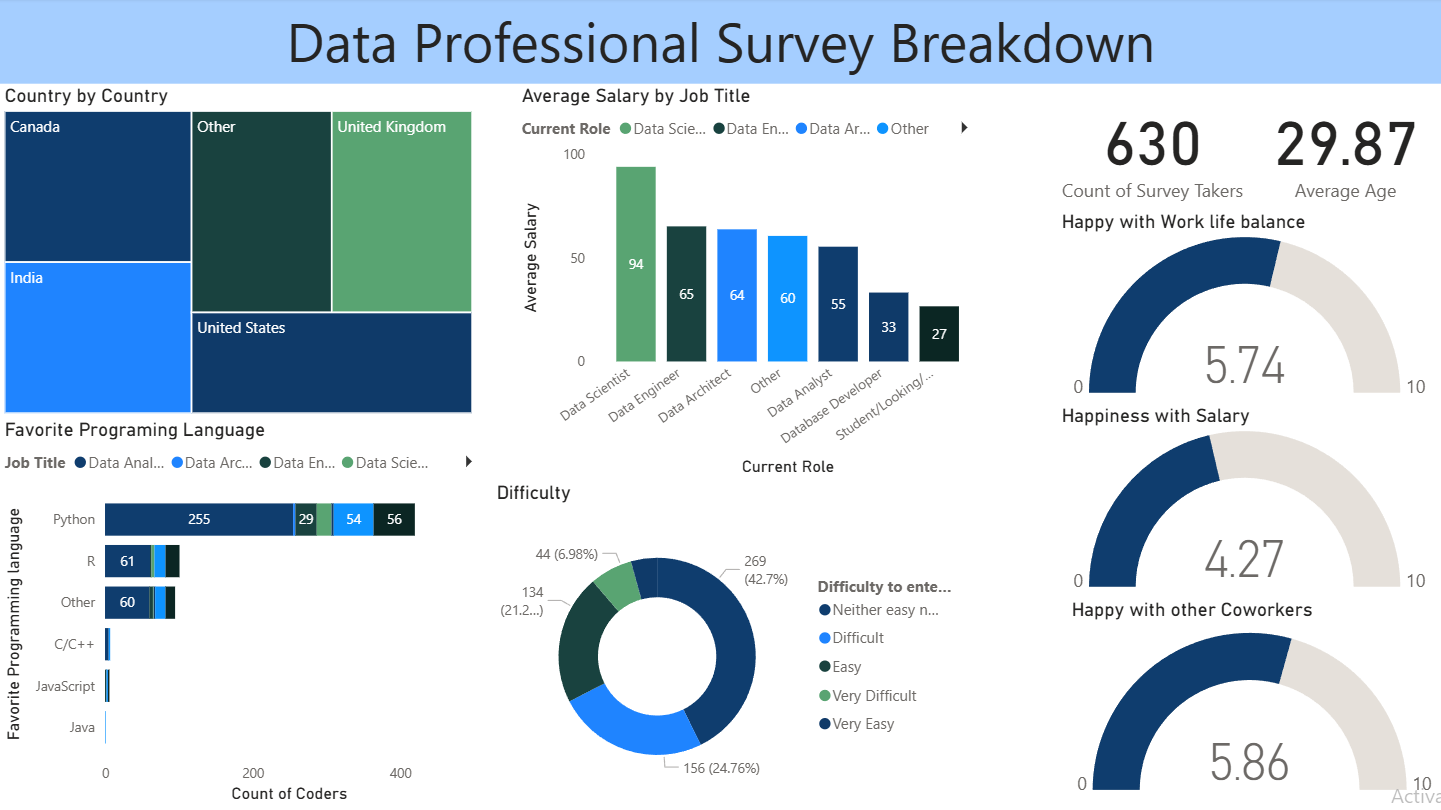 Data Professional Survey Breakdown
Country by Country
Canada
Other
United Kingdom
India
United States
Average Salary by Job Title
Current Role Data Scie... Data En... Data Ar... Other
Average Salary
100
50
0
94
65
64
60
55
33
27
Data Scientist
Data Engineer
Data Architect
Other
Data Analyst
Database Developer
Student/Looking/...
Current Role
630
Count of Survey Takers
29.87
Average Age
Happy with Work life balance
5.74
0
10
Happiness with Salary
4.27
0
10
Happy with other Coworkers
5.86
0
10
Favorite Programing Language
Job Title Data Anal... Data Arc... Data En... Data Scie...
Favorite Programming language
Python 255 29 54 56
R 61
Other 60
C/C++
JavaScript
Java
0 200 400
Count of Coders
Difficulty
44 (6.98%)
269
(42.7%)
134
(21.2...)
156 (24.76%)
Difficulty to ente...
Neither easy n...
Difficult
Easy
Very Difficult
Very Easy
Activa